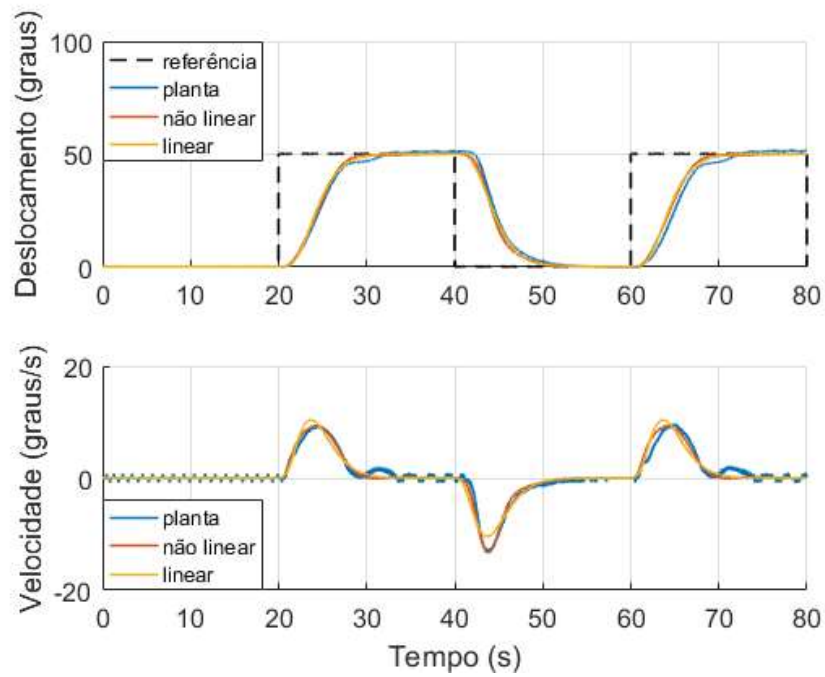 Deslocamento (graus)
100
50
0
referência
planta
não linear
linear
0 10 20 30 40 50 60 70 80
Velocidade (graus/s)
20
0
-20
planta
não linear
linear
0 10 20 30 40 50 60 70 80
Tempo (s)